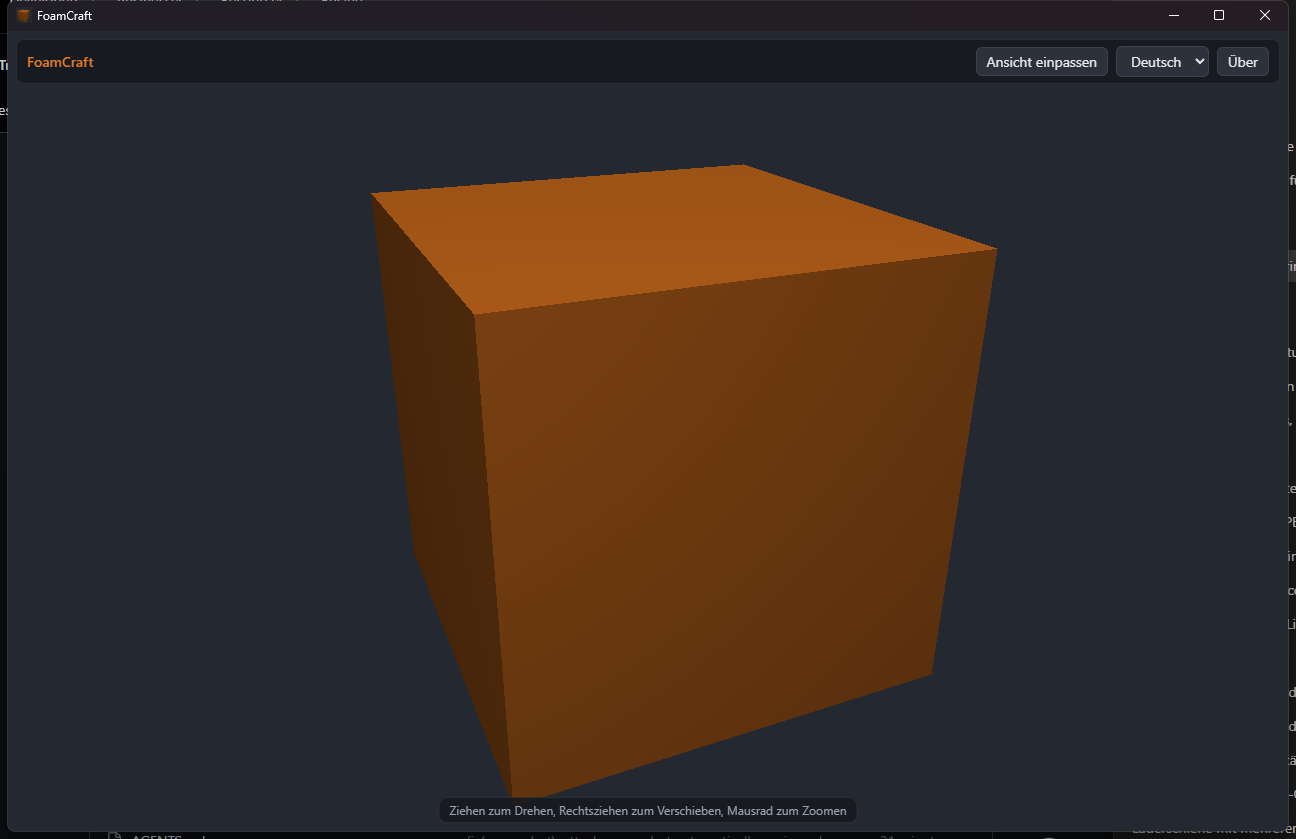 FoamCraft
FoamCraft
Ansicht einpassen
Deutsch
Über
Ziehen zum Drehen, Rechtsziehen zum Verschieben, Mausrad zum Zoomen